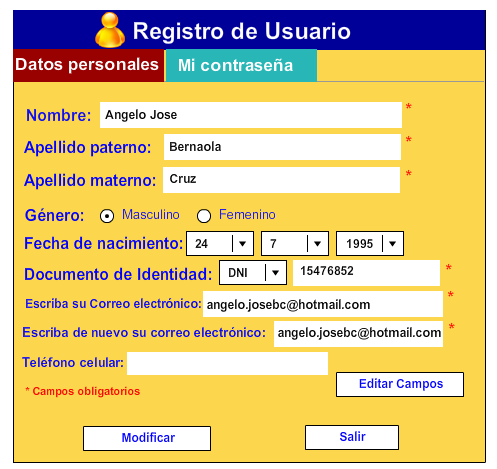 Registro de Usuario
Datos personales Mi contraseña
Nombre: Angelo Jose *
Apellido paterno: Bernaola *
Apellido materno: Cruz *
Género: Masculino Femenino
Fecha de nacimiento: 24 7 1995
Documento de Identidad: DNI 15476852 *
Escriba su Correo electrónico: angelo.josebc@hotmail.com *
Escriba de nuevo su correo electrónico: angelo.josbc@hotmail.com *
Teléfono celular:
* Campos obligatorios
Editar Campos
Modificar Salir